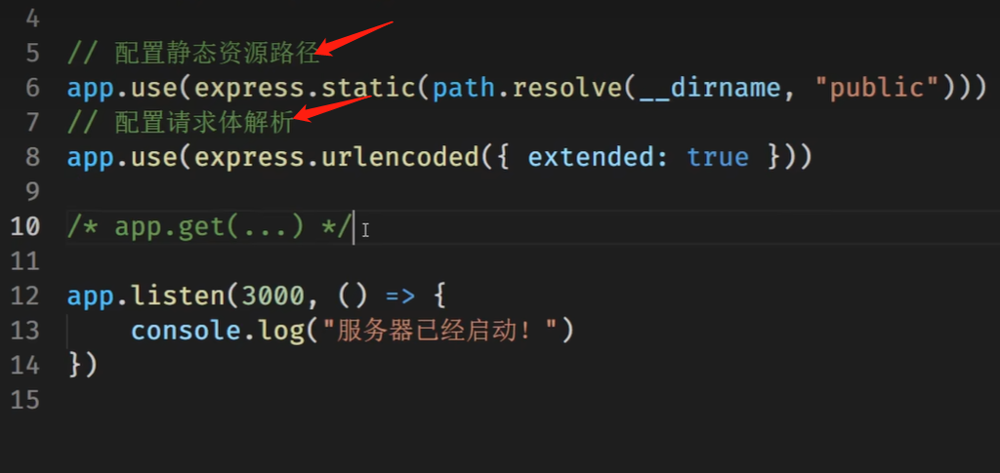 4
5 // 配置静态资源路径
6 app.use(express.static(path.resolve(__dirname, "public")))
7 // 配置请求体解析
8 app.use(express.urlencoded({ extended: true }))
9
10 /* app.get(...) */
11
12 app.listen(3000, () => {
13     console.log("服务器已经启动！")
14 })
15